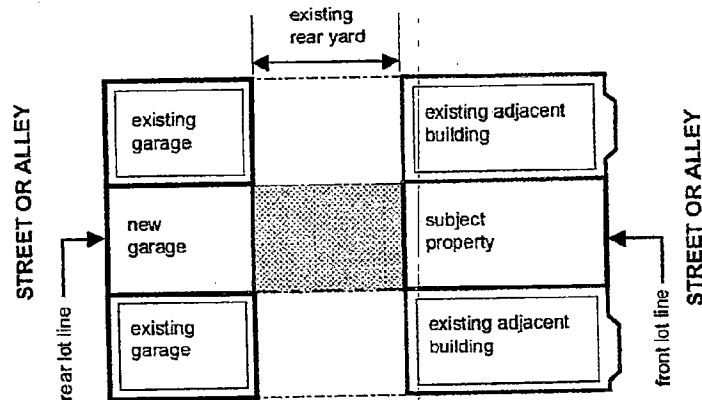 existing
rear yard
STREET OR ALLEY
rear lot line
existing
garage
existing adjacent
building
new
garage
subject
property
existing
garage
existing adjacent
building
front lot line
STREET OR ALLEY